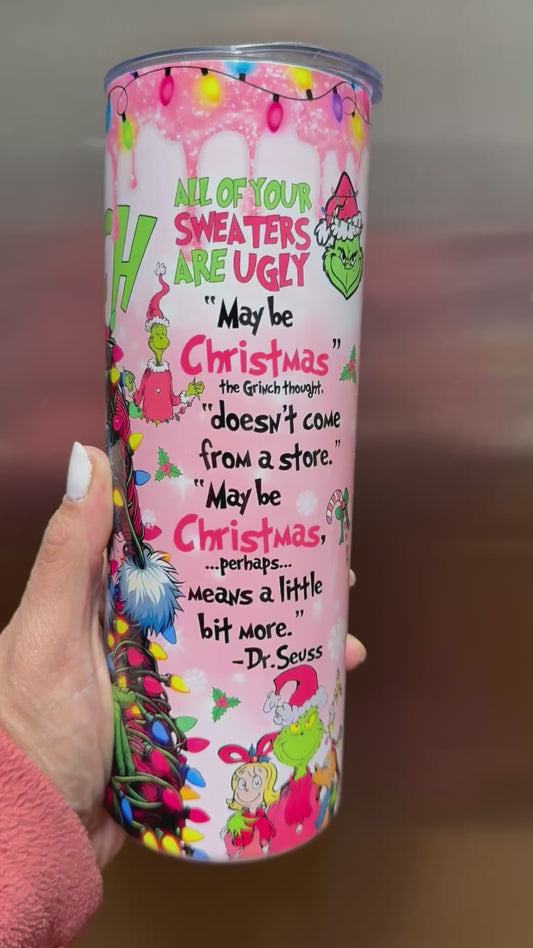 ALL OF YOUR
SWEATERS
ARE UGLY
"May be
Christmas"
the Grinch thought,
"doesn't come
from a store."
"May be
Christmas,
...perhaps...
means a little
bit more."
-Dr. Seuss